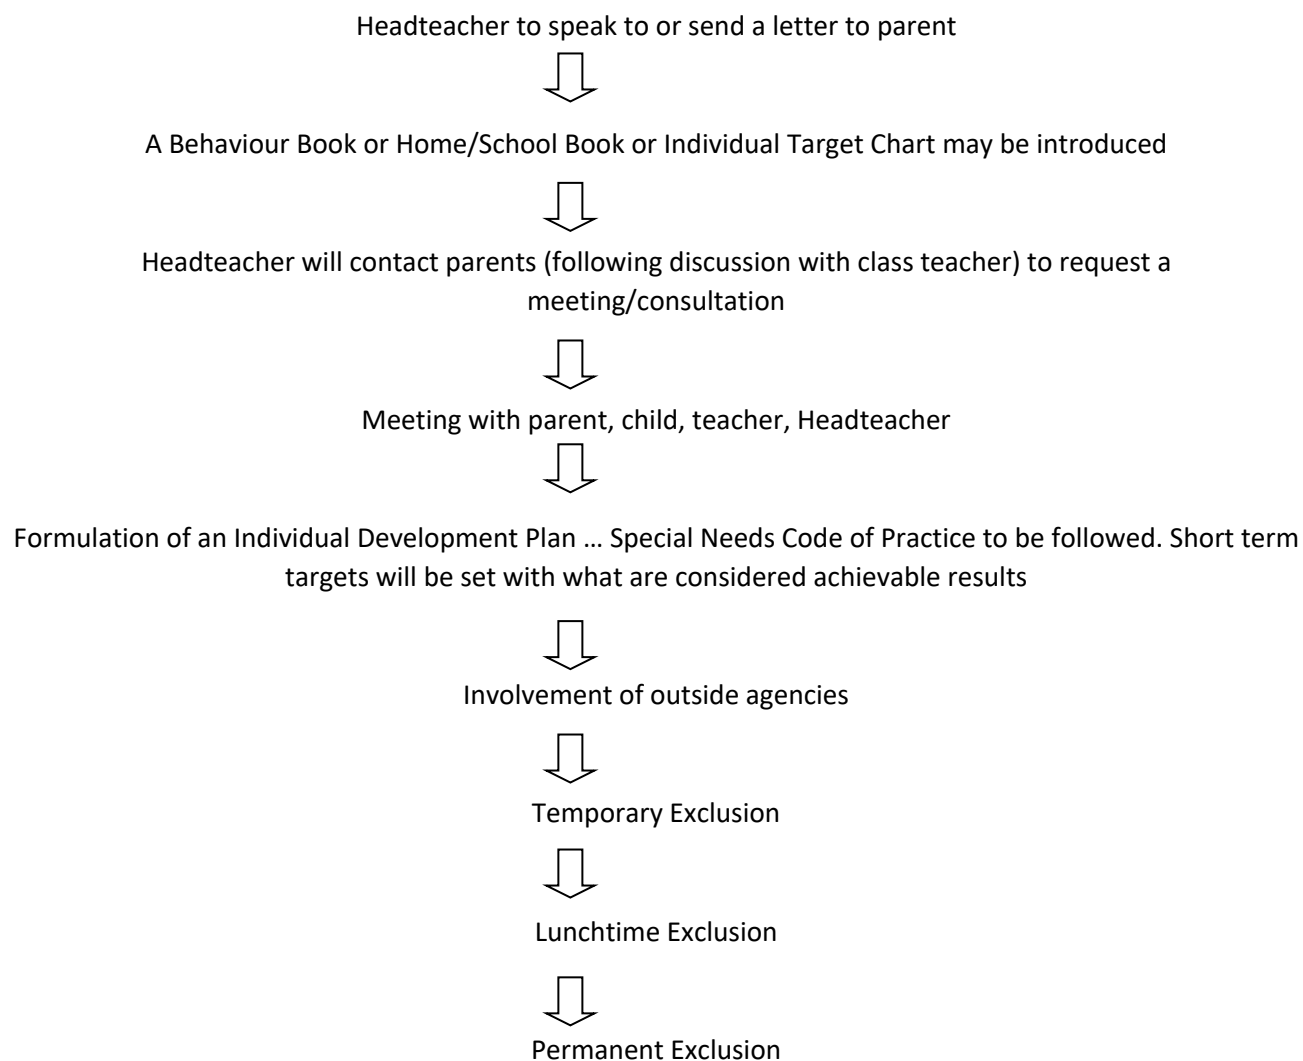 Headteacher to speak to or send a letter to parent
A Behaviour Book or Home/School Book or Individual Target Chart may be introduced
Headteacher will contact parents (following discussion with class teacher) to request a
meeting/consultation
Meeting with parent, child, teacher, Headteacher
Formulation of an Individual Development Plan … Special Needs Code of Practice to be followed. Short term
targets will be set with what are considered achievable results
Involvement of outside agencies
Temporary Exclusion
Lunchtime Exclusion
Permanent Exclusion